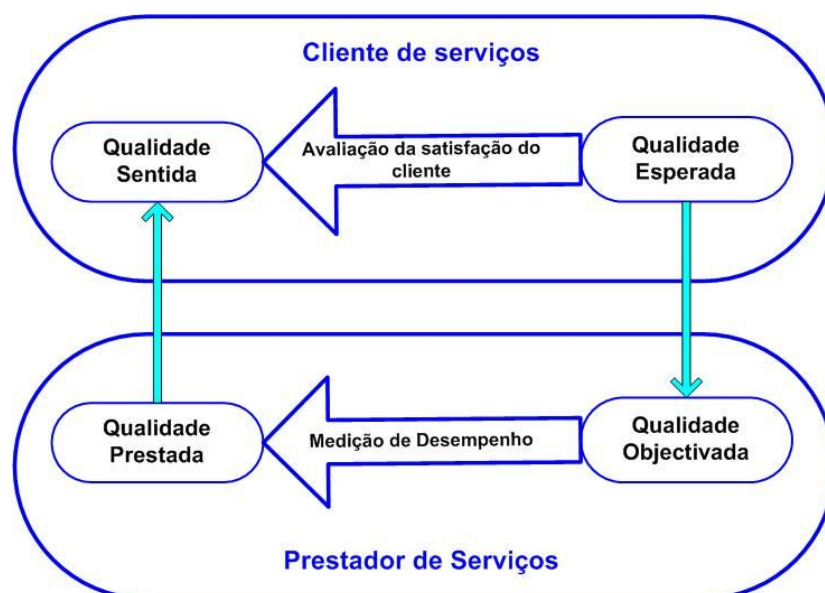 Cliente de serviços
Qualidade
Sentida
Avaliação da satisfação do
cliente
Qualidade
Esperada
Qualidade
Prestada
Medição de Desempenho
Qualidade
Objectivada
Prestador de Serviços